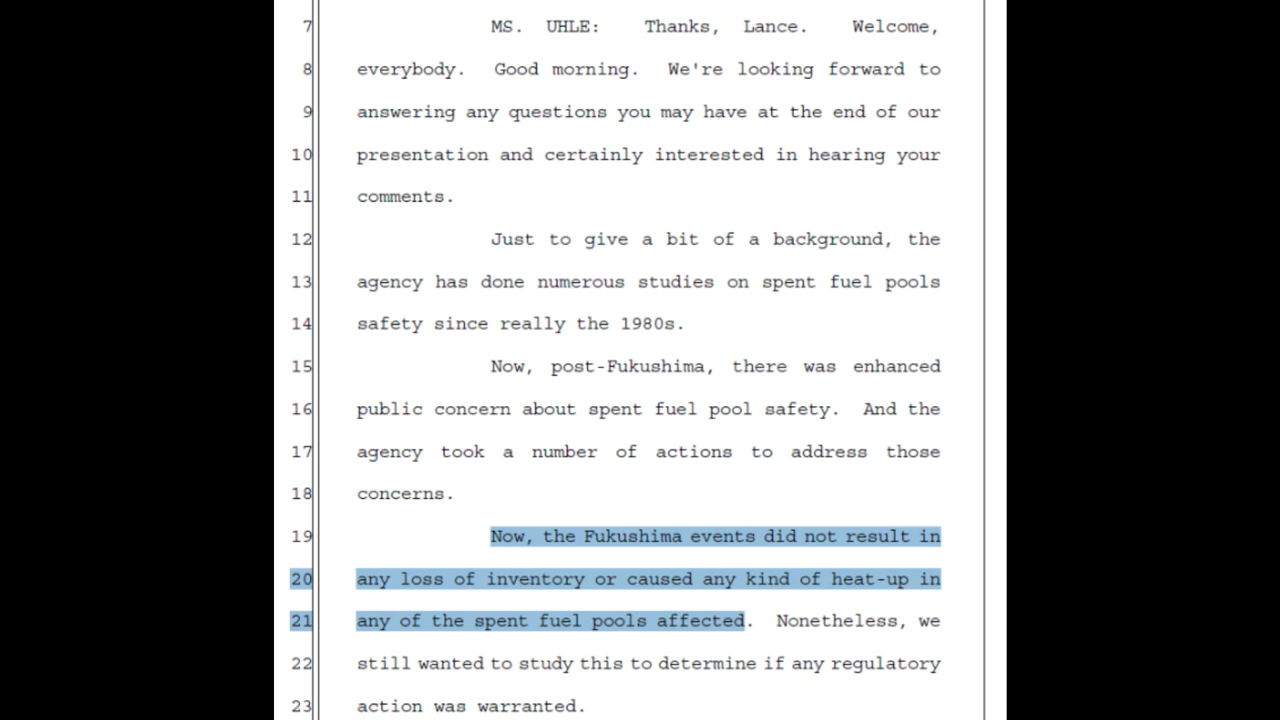 7 MS. UHLE: Thanks, Lance. Welcome,
8 everybody. Good morning. We're looking forward to
9 answering any questions you may have at the end of our
10 presentation and certainly interested in hearing your
11 comments.
12 Just to give a bit of a background, the
13 agency has done numerous studies on spent fuel pools
14 safety since really the 1980s.
15 Now, post-Fukushima, there was enhanced
16 public concern about spent fuel pool safety. And the
17 agency took a number of actions to address those
18 concerns.
19 Now, the Fukushima events did not result in
20 any loss of inventory or caused any kind of heat-up in
21 any of the spent fuel pools affected. Nonetheless, we
22 still wanted to study this to determine if any regulatory
23 action was warranted.